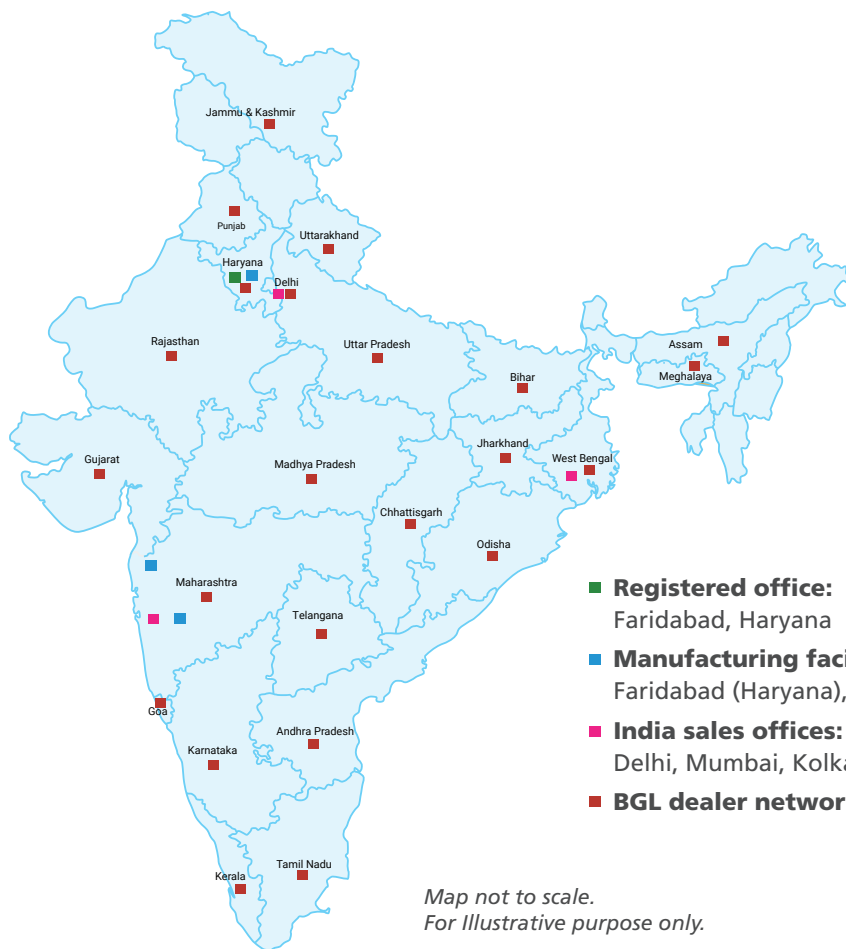 Jammu & Kashmir
Punjab
Uttarakhand
Haryana
Delhi
Rajasthan
Uttar Pradesh
Assam
Meghalaya
Bihar
Jharkhand
West Bengal
Gujarat
Madhya Pradesh
Chhattisgarh
Odisha
Maharashtra
Telangana
Goa
Karnataka
Andhra Pradesh
Kerala
Tamil Nadu
Registered office:
Faridabad, Haryana
Manufacturing faci
Faridabad (Haryana),
India sales offices:
Delhi, Mumbai, Kolka
BGL dealer networ
Map not to scale.
For Illustrative purpose only.